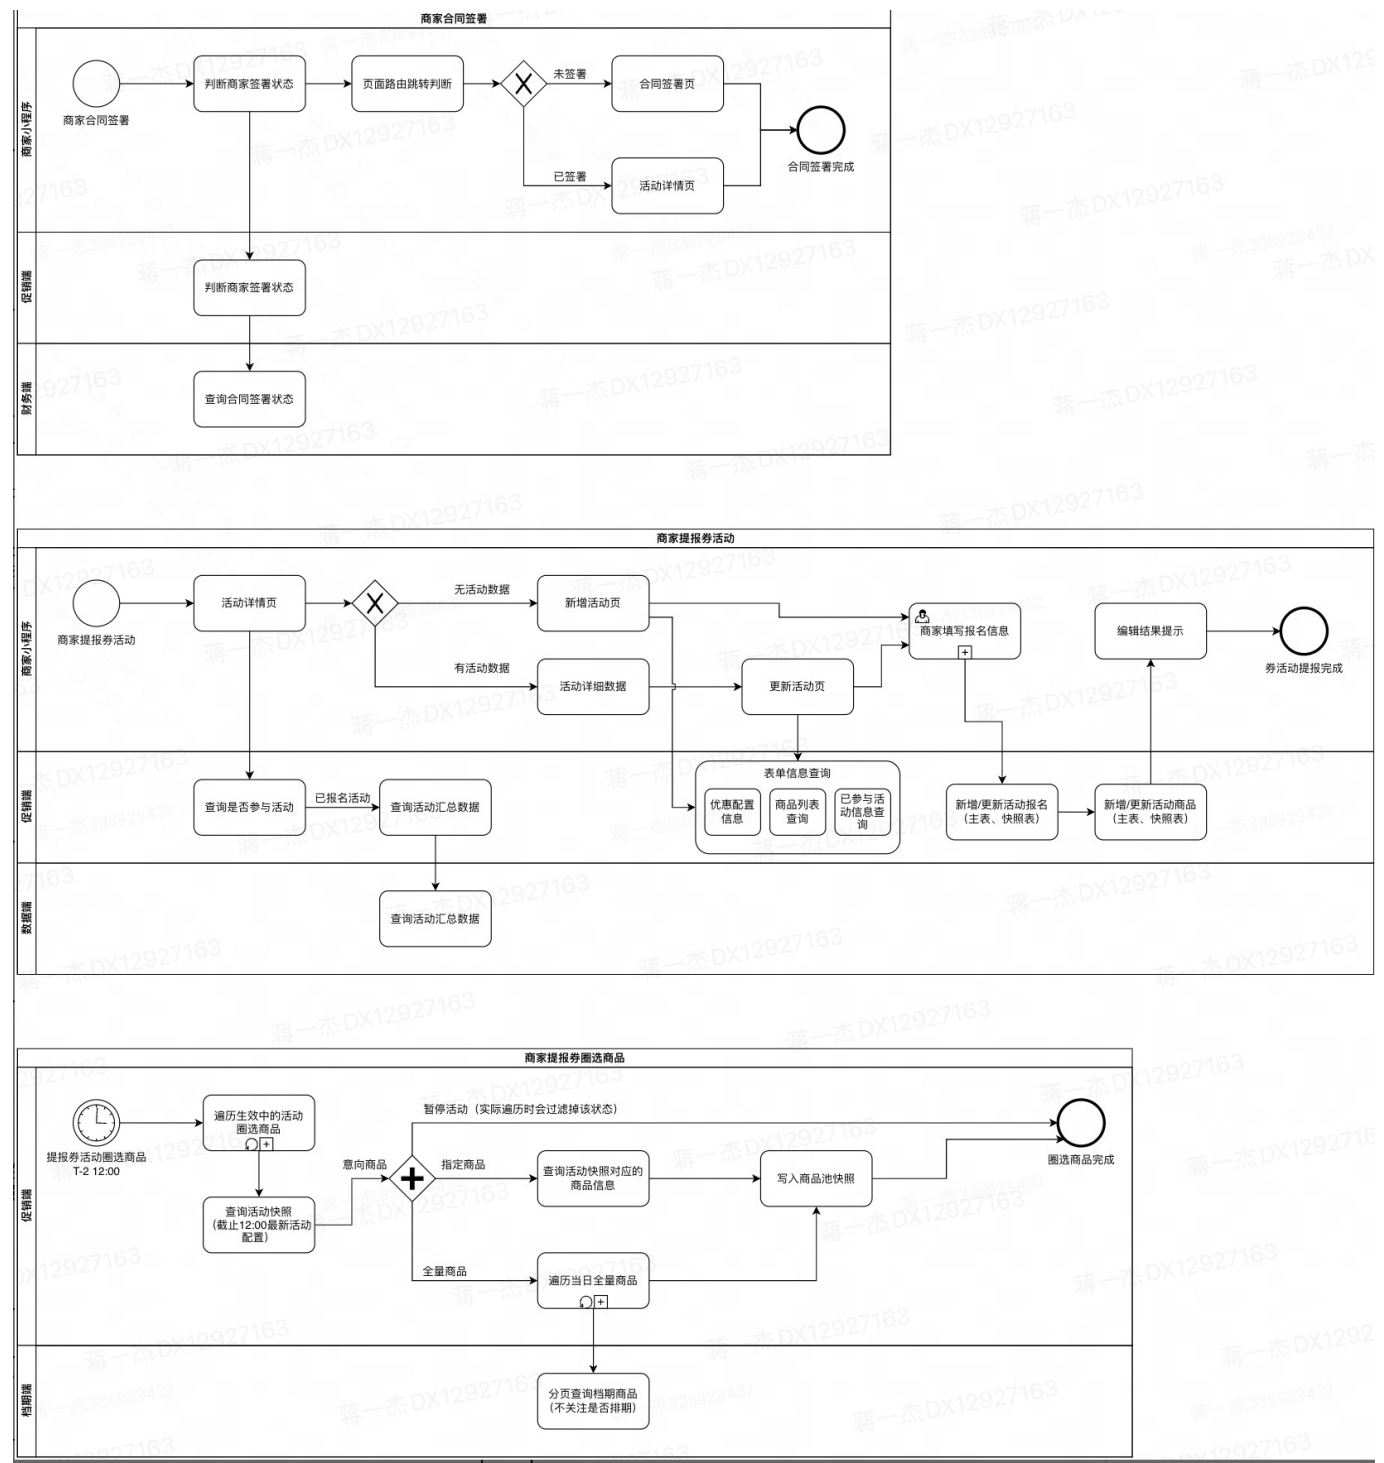 商家合同签署
商家小程序
商家合同签署
判断商家签署状态
页面路由跳转判断
未签署
合同签署页
已签署
活动详情页
合同签署完成
促销端
判断商家签署状态
财务端
查询合同签署状态
商家提报券活动
商家小程序
商家提报券活动
活动详情页
无活动数据
新增活动页
有活动数据
活动详细数据
更新活动页
商家填写报名信息
编辑结果提示
券活动提报完成
促销端
查询是否参与活动
已报名活动
查询活动汇总数据
表单信息查询
优惠配置
信息
商品列表
查询
已参与活
动信息查
询
新增/更新活动报名
(主表、快照表)
新增/更新活动商品
(主表、快照表)
数据端
查询活动汇总数据
商家提报券圈选商品
促销端
提报券活动圈选商品
T-2 12:00
遍历生效中的活动
圈选商品
查询活动快照
(截止12:00最新活动
配置)
意向商品
暂停活动（实际遍历时会过滤掉该状态）
指定商品
查询活动快照对应的
商品信息
写入商品池快照
圈选商品完成
全量商品
遍历当日全量商品
档期端
分页查询档期商品
(不关注是否排期)
蒋一杰 DX12927163
蒋一杰336929432